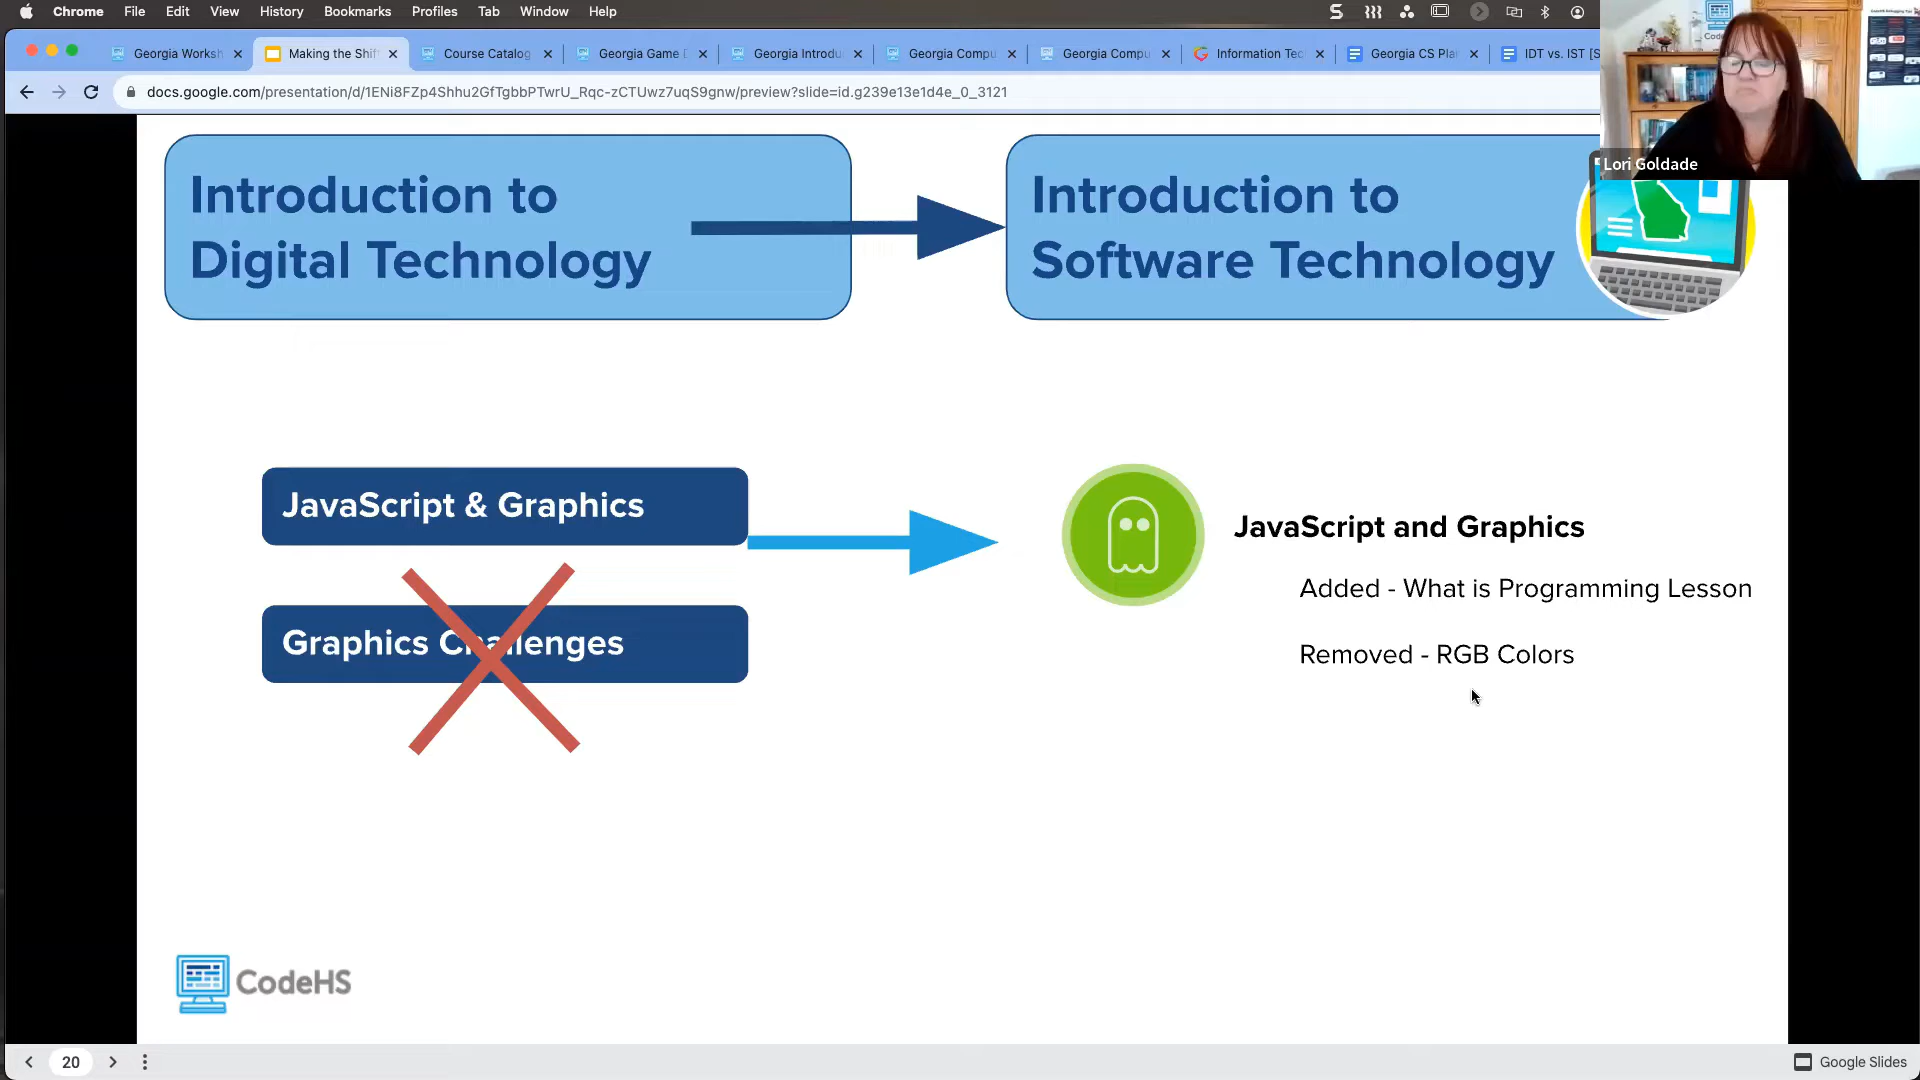 Chrome File Edit View History Bookmarks Profiles Tab Window Help
Georgia Worksh Making the Shif Course Catalog Georgia Game D Georgia Introdu Georgia Compu Georgia Compu Information Tec Georgia CS Plan IDT vs. IST [S
docs.google.com/presentation/d/1ENi8FZp4Shhu2GfTgbbPTwrU_Rqc-zCTUwz7uqS9gnw/preview?slide=id.g239e13e1d4e_0_3121
Lori Goldade
Introduction to
Digital Technology
Introduction to
Software Technology
JavaScript & Graphics
Graphics Challenges
JavaScript and Graphics
Added - What is Programming Lesson
Removed - RGB Colors
CodeHS
20
Google Slides